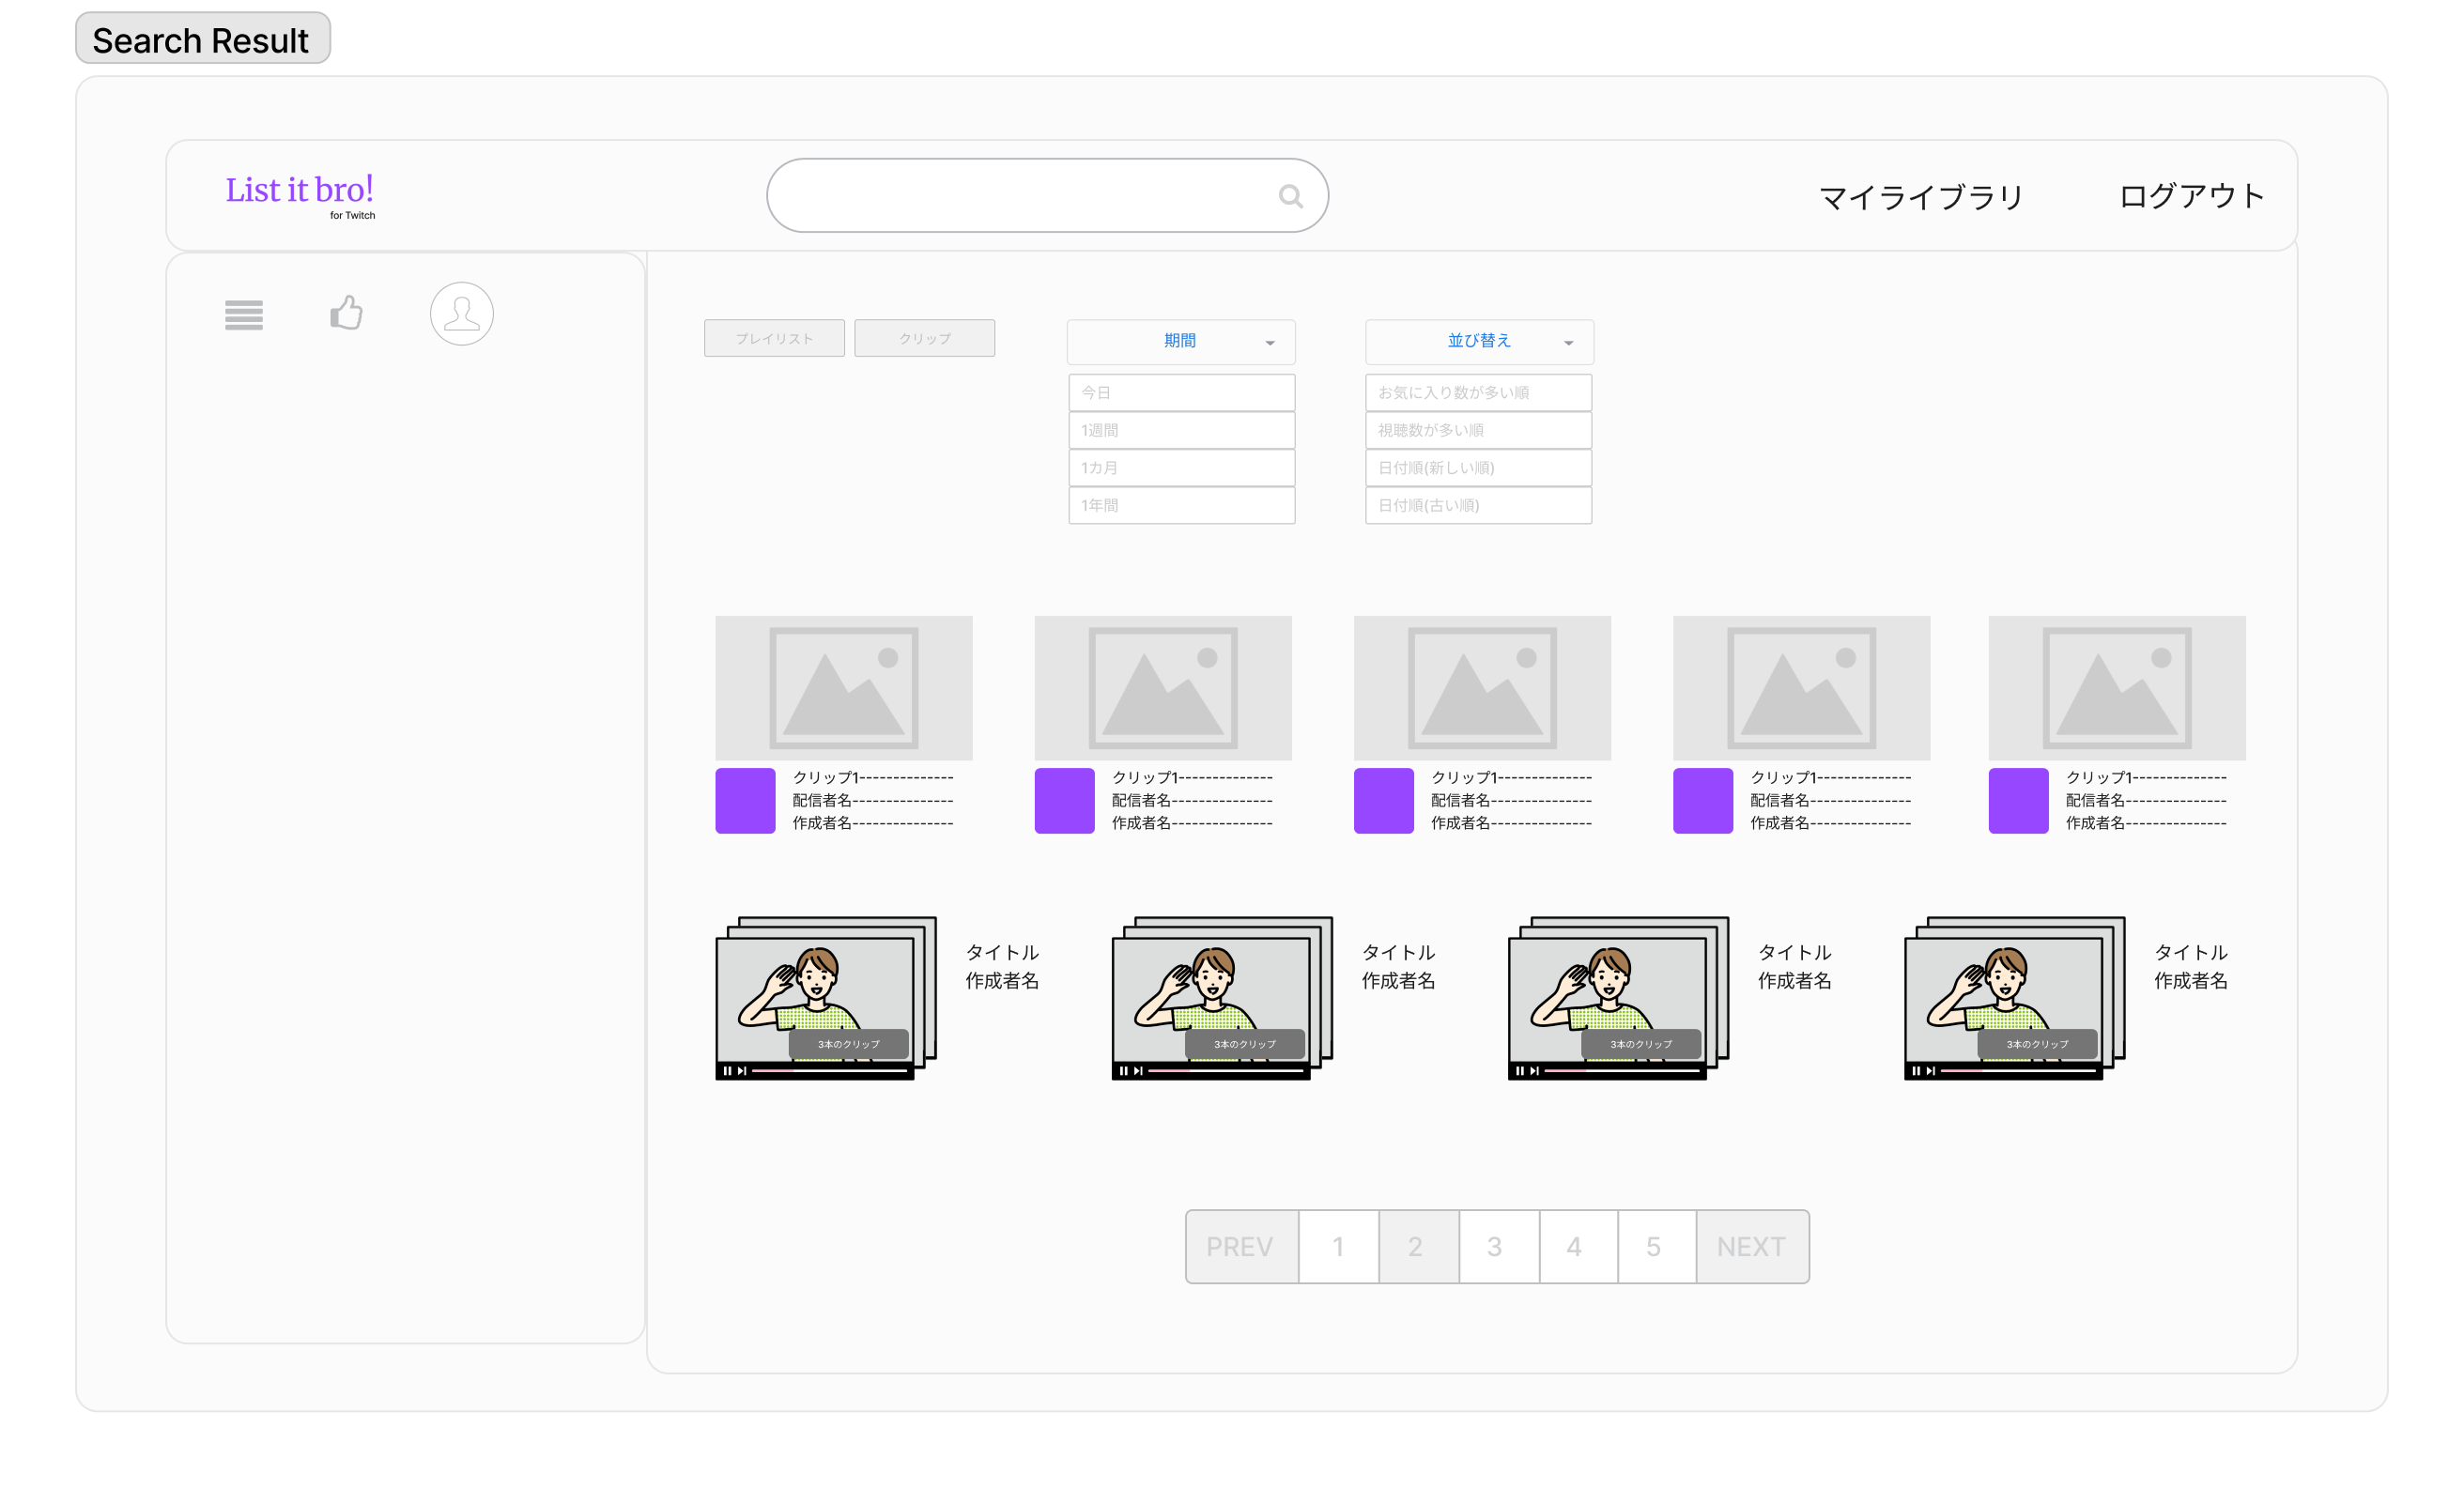 Search Result
List it bro!
for Twitch
マイライブラリ
ログアウト
プレイリスト
クリップ
期間
今日
1週間
1カ月
1年間
並び替え
お気に入り数が多い順
視聴数が多い順
日付順(新しい順)
日付順(古い順)
クリップ1--------------
配信者名---------------
作成者名---------------
クリップ1--------------
配信者名---------------
作成者名---------------
クリップ1--------------
配信者名---------------
作成者名---------------
クリップ1--------------
配信者名---------------
作成者名---------------
クリップ1--------------
配信者名---------------
作成者名---------------
3本のクリップ
タイトル
作成者名
3本のクリップ
タイトル
作成者名
3本のクリップ
タイトル
作成者名
3本のクリップ
タイトル
作成者名
PREV 1 2 3 4 5 NEXT